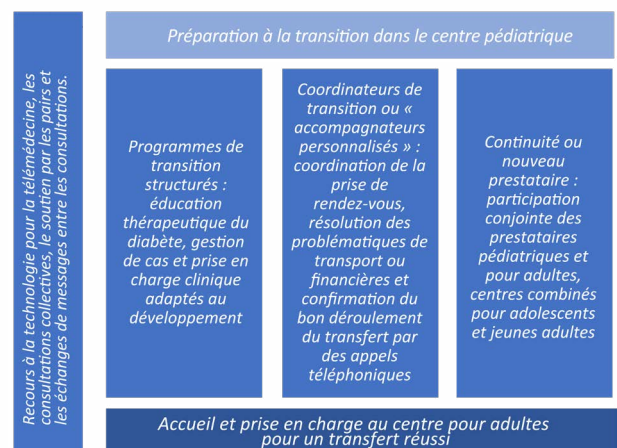 Recours à la technologie pour la télémédecine, les
consultations collectives, le soutien par les pairs et
les échanges de messages entre les consultations.
Préparation à la transition dans le centre pédiatrique
Programmes de
transition
structurés :
éducation
thérapeutique du
diabète, gestion
de cas et prise en
charge clinique
adaptés au
développement
Coordinateurs de
transition ou «
accompagnateurs
personnalisés » :
coordination de la
prise de
rendez-vous,
résolution des
problématiques de
transport ou
financières et
confirmation du
bon déroulement
du transfert par
des appels
téléphoniques
Continuité ou
nouveau
prestataire :
participation
conjointe des
prestataires
pédiatriques et
pour adultes,
centres combinés
pour adolescents
et jeunes adultes
Accueil et prise en charge au centre pour adultes
pour un transfert réussi